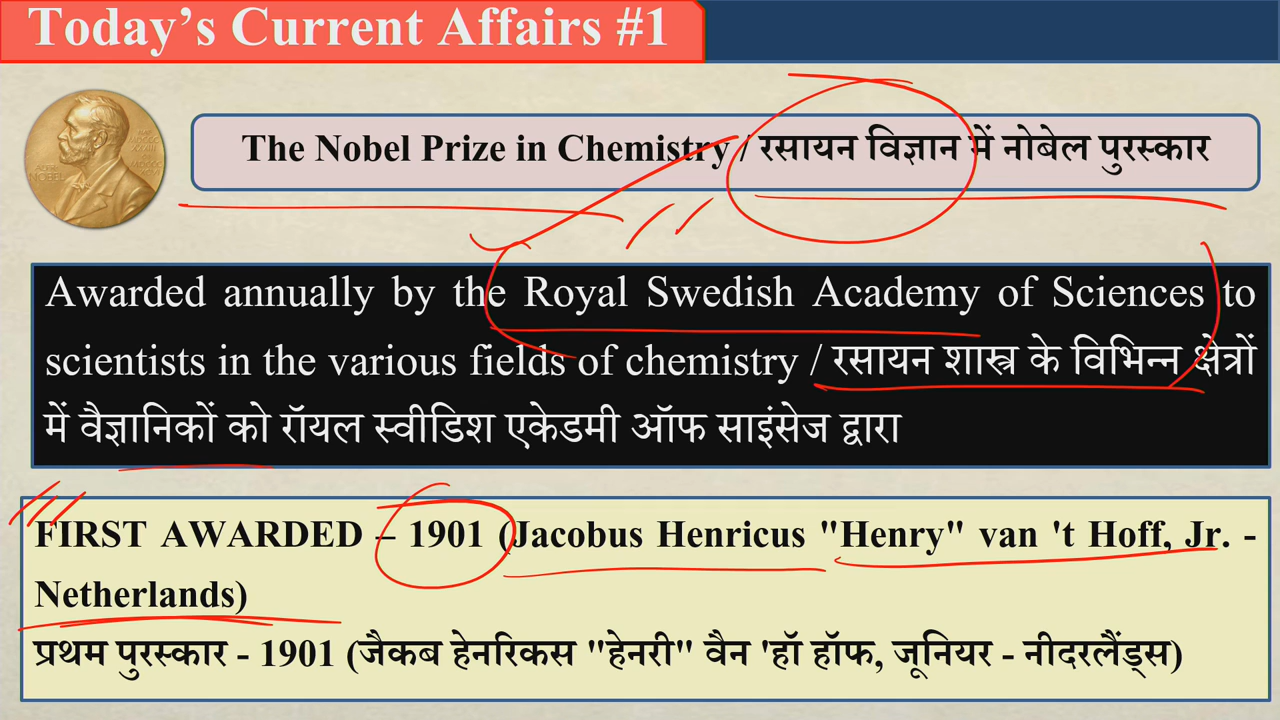 Today's Current Affairs #1
The Nobel Prize in Chemistry / रसायन विज्ञान में नोबेल पुरस्कार
Awarded annually by the Royal Swedish Academy of Sciences to
scientists in the various fields of chemistry / रसायन शास्त्र के विभिन्न क्षेत्रों
में वैज्ञानिकों को रॉयल स्वीडिश एकेडमी ऑफ साइंसेज द्वारा
FIRST AWARDED – 1901 (Jacobus Henricus "Henry" van 't Hoff, Jr. -
Netherlands)
प्रथम पुरस्कार - 1901 (जैकब हेनरिकस "हेनरी" वैन 'हॉ हॉफ, जूनियर - नीदरलैंड्स)